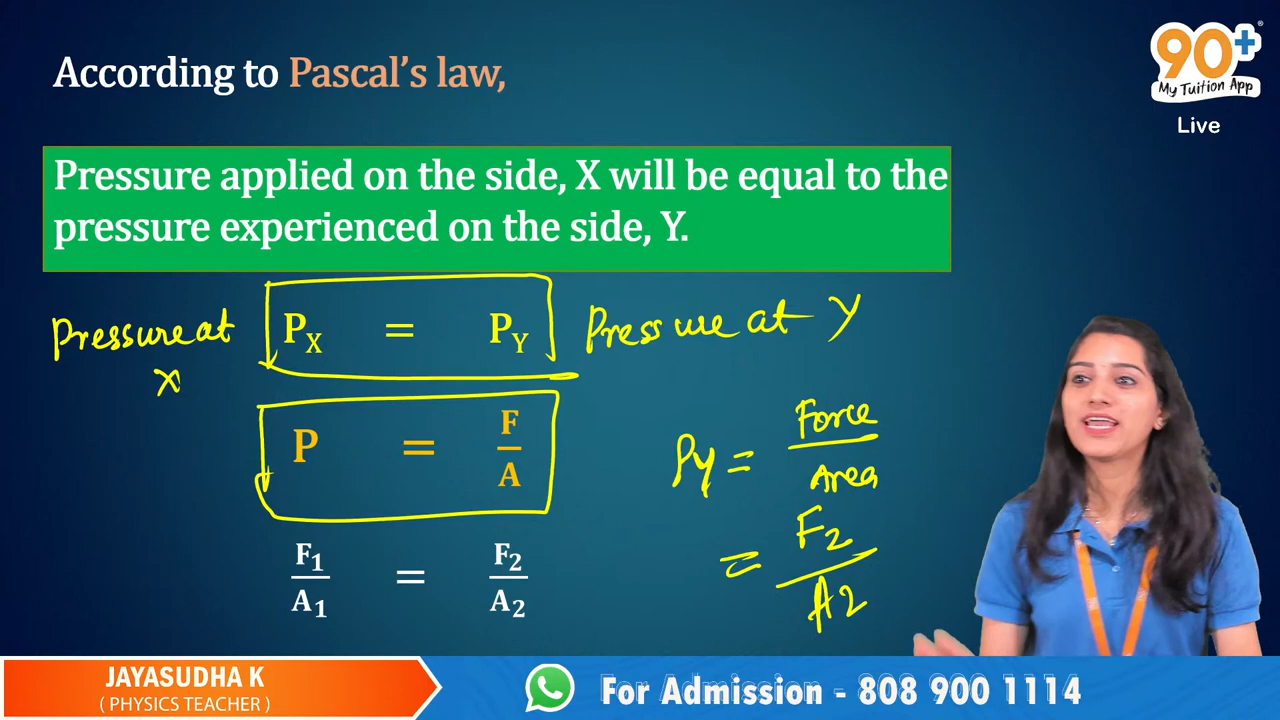 According to Pascal's law,
90+
My Tuition App
Live
Pressure applied on the side, X will be equal to the
pressure experienced on the side, Y.
Pressure at
X
P_X = P_Y
Pressure at Y
P = F/A
Py = Force/Area
= F2/A2
F₁/A₁ = F₂/A₂
JAYASUDHA K
( PHYSICS TEACHER )
For Admission - 808 900 1114